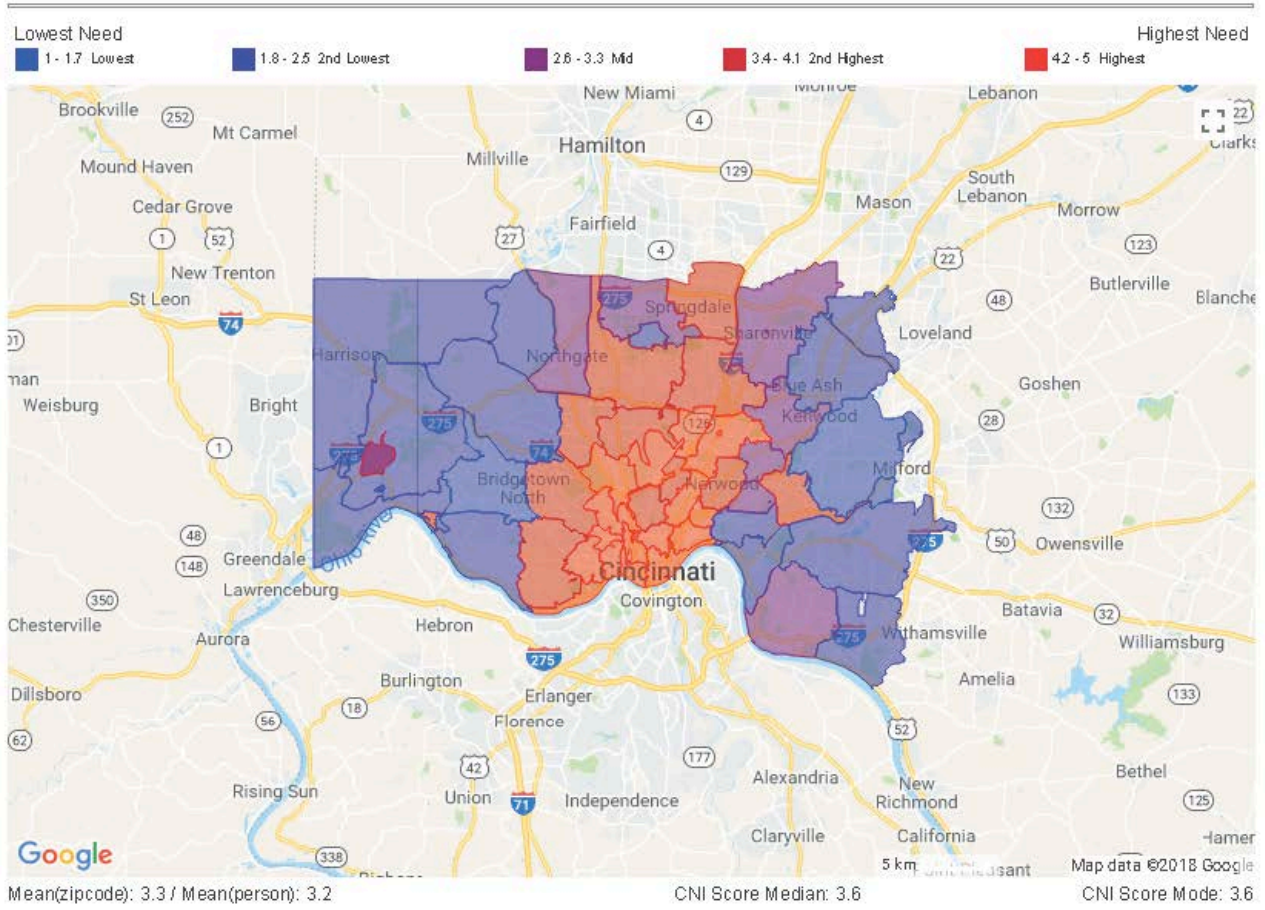 Lowest Need
Highest Need
1 - 1.7 Lowest
1.8 - 2.5 2nd Lowest
2.6 - 3.3 Mid
3.4 - 4.1 2nd Highest
4.2 - 5 Highest
New Miami
Monroe
Lebanon
Brookville
252
Mt Carmel
4
22
Hamilton
Millville
Mound Haven
129
South
Lebanon
Mason
Cedar Grove
Morrow
Fairfield
1
52
27
4
123
22
New Trenton
Butlerville
St Leon
275
Springdale
48
74
Sharonville
Loveland
Harrison
Northgate
Blue Ash
Goshen
Weisburg
Bright
Kenwood
275
126
28
1
275
74
Bridgetown
North
Norwood
Milford
132
48
Ohio River
50
Owensville
Greendale
148
275
Cincinnati
Lawrenceburg
Covington
350
Batavia
32
Chesterville
Hebron
Withamsville
Williamsburg
Aurora
275
275
Burlington
Erlanger
Amelia
Dillsboro
18
133
56
Florence
52
62
177
42
Alexandria
Bethel
Rising Sun
Union
71
Independence
New
Richmond
125
Claryville
California
Google
338
5 km
Map data ©2018 Google
Mean(zipcode): 3.3 / Mean(person): 3.2
CNI Score Median: 3.6
CNI Score Mode: 3.6